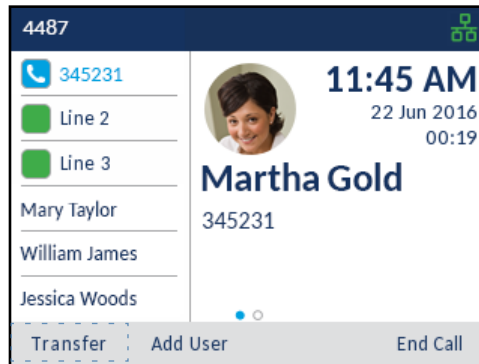 4487
345231
Line 2
Line 3
Mary Taylor
William James
Jessica Woods
11:45 AM
22 Jun 2016
00:19
Martha Gold
345231
Transfer
Add User
End Call